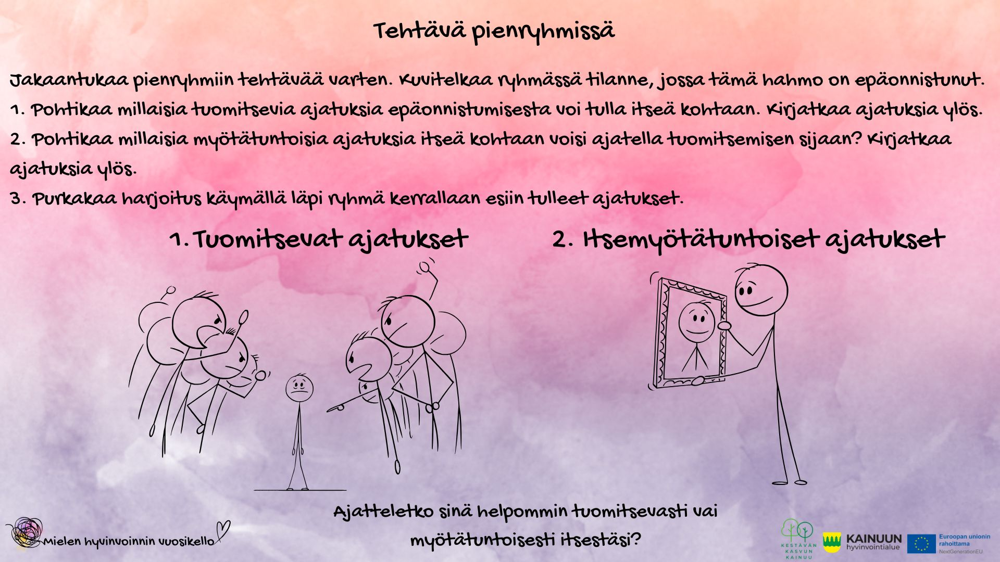 Tehtävä pienryhmissä
Jakaantukaa pienryhmiin tehtävää varten. Kuvitelkaa ryhmässä tilanne, jossa tämä hahmo on epäonnistunut.
1. Pohtikaa millaisia tuomitsevia ajatuksia epäonnistumisesta voi tulla itseä kohtaan. Kirjatkaa ajatuksia ylös.
2. Pohtikaa millaisia myötätuntoisia ajatuksia itseä kohtaan voisi ajatella tuomitsemisen sijaan? Kirjatkaa
ajatuksia ylös.
3. Purkakaa harjoitus käymällä läpi ryhmä kerrallaan esiin tulleet ajatukset.
1. Tuomitsevat ajatukset
2. Itsemyötätuntoiset ajatukset
Ajatteletko sinä helpommin tuomitsevasti vai
myötätuntoisesti itsestäsi?
Mielen hyvinvoinnin vuosikello
KESTÄVÄN
KASVUN
KAINUU
KAINUUN
hyvinvointialue
Euroopan unionin
rahoittama
NextGenerationEU